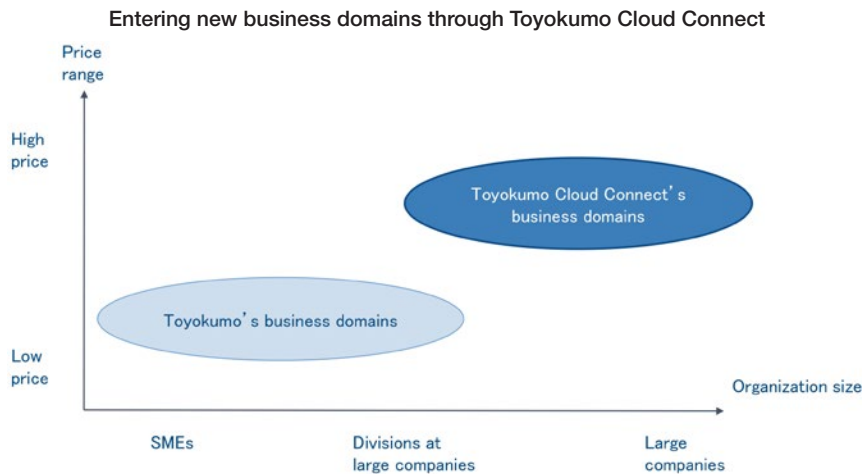 Entering new business domains through Toyokumo Cloud Connect
Price
range
High
price
Toyokumo Cloud Connect’s
business domains
Toyokumo’s business domains
Low
price
Organization size
SMEs
Divisions at
large companies
Large
companies